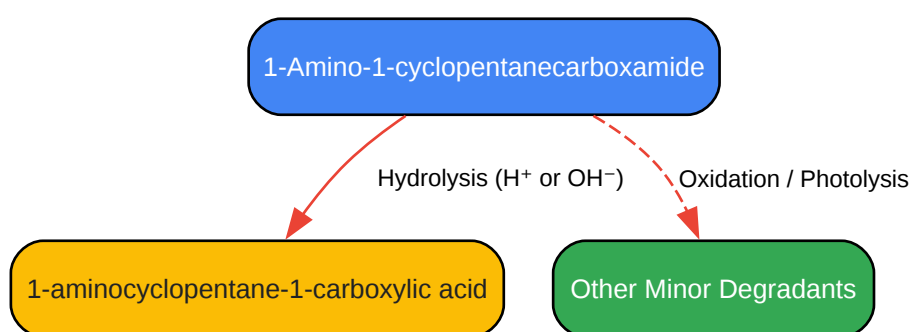 1-Amino-1-cyclopentanecarboxamide
Hydrolysis (H⁺ or OH⁻)
Oxidation / Photolysis
1-aminocyclopentane-1-carboxylic acid
Other Minor Degradants